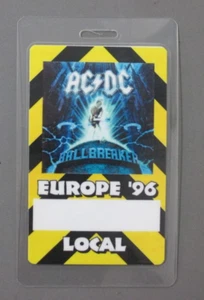 AC DC
BALLBREAKER
EUROPE '96
LOCAL